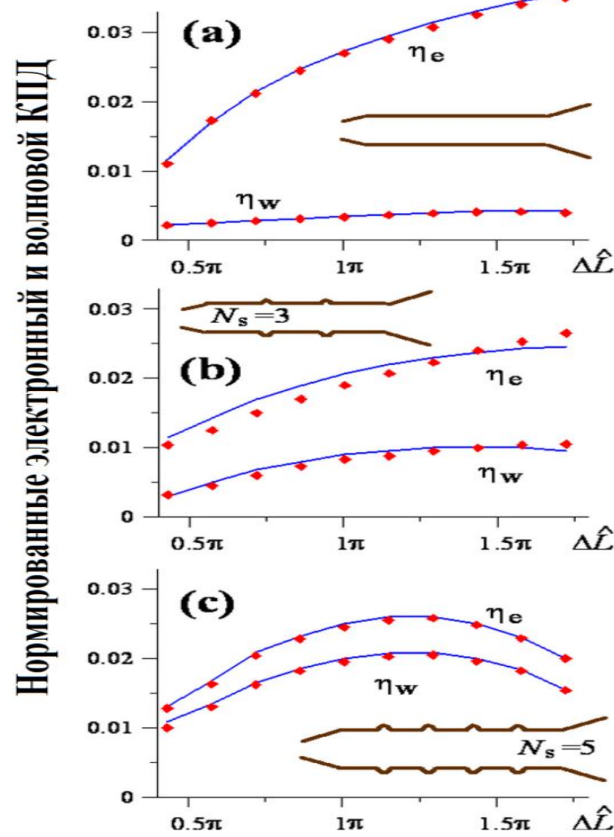 Нормированные электронный и волновой КПД
(a)
0.03
0.02
0.01
0
ηe
ηw
0.5π 1π 1.5π ΔL̂
(b)
Ns=3
0.03
0.02
0.01
0
ηe
ηw
0.5π 1π 1.5π ΔL̂
(c)
0.03
0.02
0.01
0
ηe
ηw
Ns=5
0.5π 1π 1.5π ΔL̂